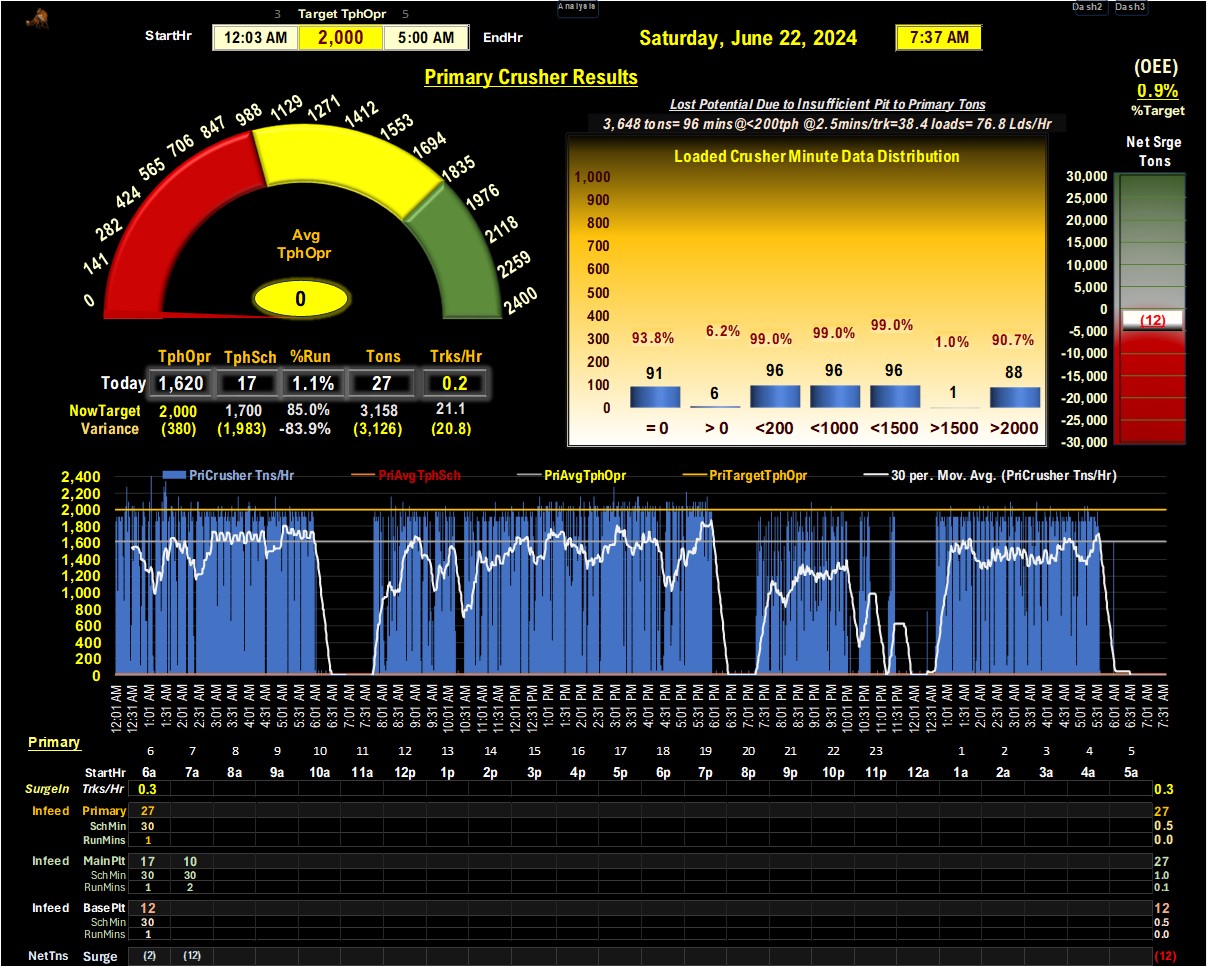 Analysis
Dash2 Dash3
3 Target TphOpr 5
StartHr 12:03 AM 2,000 5:00 AM EndHr
Saturday, June 22, 2024 7:37 AM
(OEE)
0.9%
%Target
Primary Crusher Results
0 141 282 424 565 706 847 988 1129 1271 1412 1553 1694 1835 1976 2118 2259 2400
Avg
TphOpr
0
TphOpr TphSch %Run Tons Trks/Hr
Today 1,620 17 1.1% 27 0.2
NowTarget 2,000 1,700 85.0% 3,158 21.1
Variance (380) (1,983) -83.9% (3,126) (20.8)
Lost Potential Due to Insufficient Pit to Primary Tons
3,648 tons= 96 mins@<200tph @2.5mins/trk=38.4 loads= 76.8 Lds/Hr
Loaded Crusher Minute Data Distribution
1,000
900
800
700
600
500
400
300
200
100
0
93.8% 6.2% 99.0% 99.0% 99.0% 1.0% 90.7%
91 6 96 96 96 1 88
= 0 > 0 <200 <1000 <1500 >1500 >2000
Net Srge
Tons
30,000
25,000
20,000
15,000
10,000
5,000
0
-5,000
-10,000
-15,000
-20,000
-25,000
-30,000
(12)
PriCrusher Tns/Hr PriAvgTphSch PriAvgTphOpr PriTargetTphOpr 30 per. Mov. Avg. (PriCrusher Tns/Hr)
2,400
2,200
2,000
1,800
1,600
1,400
1,200
1,000
800
600
400
200
0
12:01 AM 12:31 AM 1:01 AM 1:31 AM 2:01 AM 2:31 AM 3:01 AM 3:31 AM 4:01 AM 4:31 AM 5:01 AM 5:31 AM 6:01 AM 6:31 AM 7:01 AM 7:31 AM 8:01 AM 8:31 AM 9:01 AM 9:31 AM 10:01 AM 10:31 AM 11:01 AM 11:31 AM 12:01 PM 12:31 PM 1:01 PM 1:31 PM 2:01 PM 2:31 PM 3:01 PM 3:31 PM 4:01 PM 4:31 PM 5:01 PM 5:31 PM 6:01 PM 6:31 PM 7:01 PM 7:31 PM 8:01 PM 8:31 PM 9:01 PM 9:31 PM 10:01 PM 10:31 PM 11:01 PM 11:31 PM 12:01 AM 12:31 AM 1:01 AM 1:31 AM 2:01 AM 2:31 AM 3:01 AM 3:31 AM 4:01 AM 4:31 AM 5:01 AM 5:31 AM 6:01 AM 6:31 AM 7:01 AM 7:31 AM
Primary
6 7 8 9 10 11 12 13 14 15 16 17 18 19 20 21 22 23 1 2 3 4 5
StartHr 6a 7a 8a 9a 10a 11a 12p 1p 2p 3p 4p 5p 6p 7p 8p 9p 10p 11p 12a 1a 2a 3a 4a 5a
SurgeIn Trks/Hr 0.3 0.3
Infeed Primary 27 27
SchMin 30 0.5
RunMins 1 0.0
Infeed MainPlt 17 10 27
SchMin 30 30 1.0
RunMins 1 2 0.1
Infeed BasePlt 12 12
SchMin 30 0.5
RunMins 1 0.0
NetTns Surge (2) (12) (12)